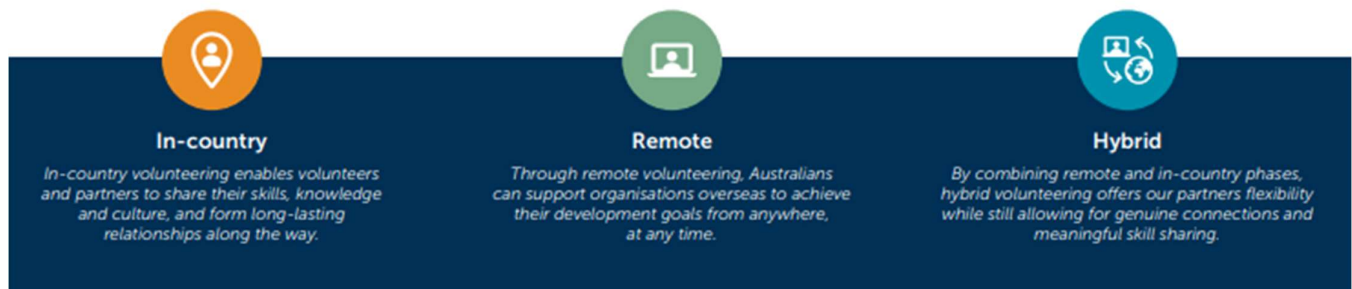 In-country
In-country volunteering enables volunteers
and partners to share their skills, knowledge
and culture, and form long-lasting
relationships along the way.
Remote
Through remote volunteering, Australians
can support organisations overseas to achieve
their development goals from anywhere,
at any time.
Hybrid
By combining remote and in-country phases,
hybrid volunteering offers our partners flexibility
while still allowing for genuine connections and
meaningful skill sharing.